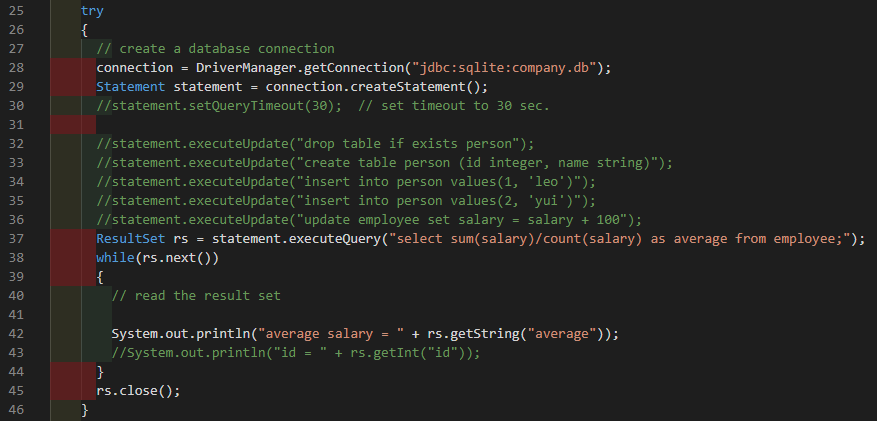 25 try
26 {
27 // create a database connection
28 connection = DriverManager.getConnection("jdbc:sqlite:company.db");
29 Statement statement = connection.createStatement();
30 //statement.setQueryTimeout(30);  // set timeout to 30 sec.
31
32 //statement.executeUpdate("drop table if exists person");
33 //statement.executeUpdate("create table person (id integer, name string)");
34 //statement.executeUpdate("insert into person values(1, 'leo')");
35 //statement.executeUpdate("insert into person values(2, 'yui')");
36 //statement.executeUpdate("update employee set salary = salary + 100");
37 ResultSet rs = statement.executeQuery("select sum(salary)/count(salary) as average from employee;");
38 while(rs.next())
39 {
40 // read the result set
41
42 System.out.println("average salary = " + rs.getString("average"));
43 //System.out.println("id = " + rs.getInt("id"));
44 }
45 rs.close();
46 }